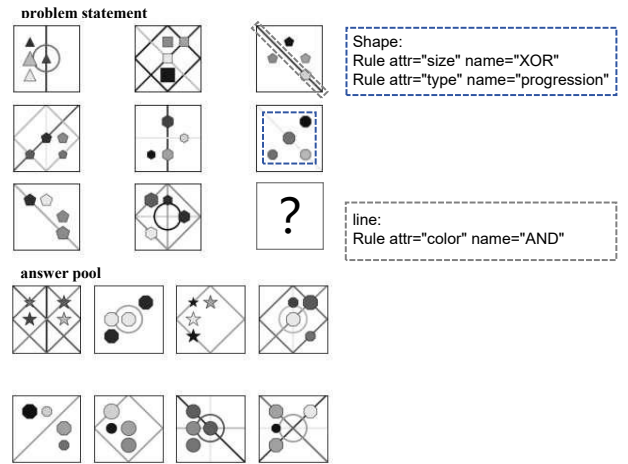 problem statement
Shape:
Rule attr="size" name="XOR"
Rule attr="type" name="progression"
?
line:
Rule attr="color" name="AND"
answer pool